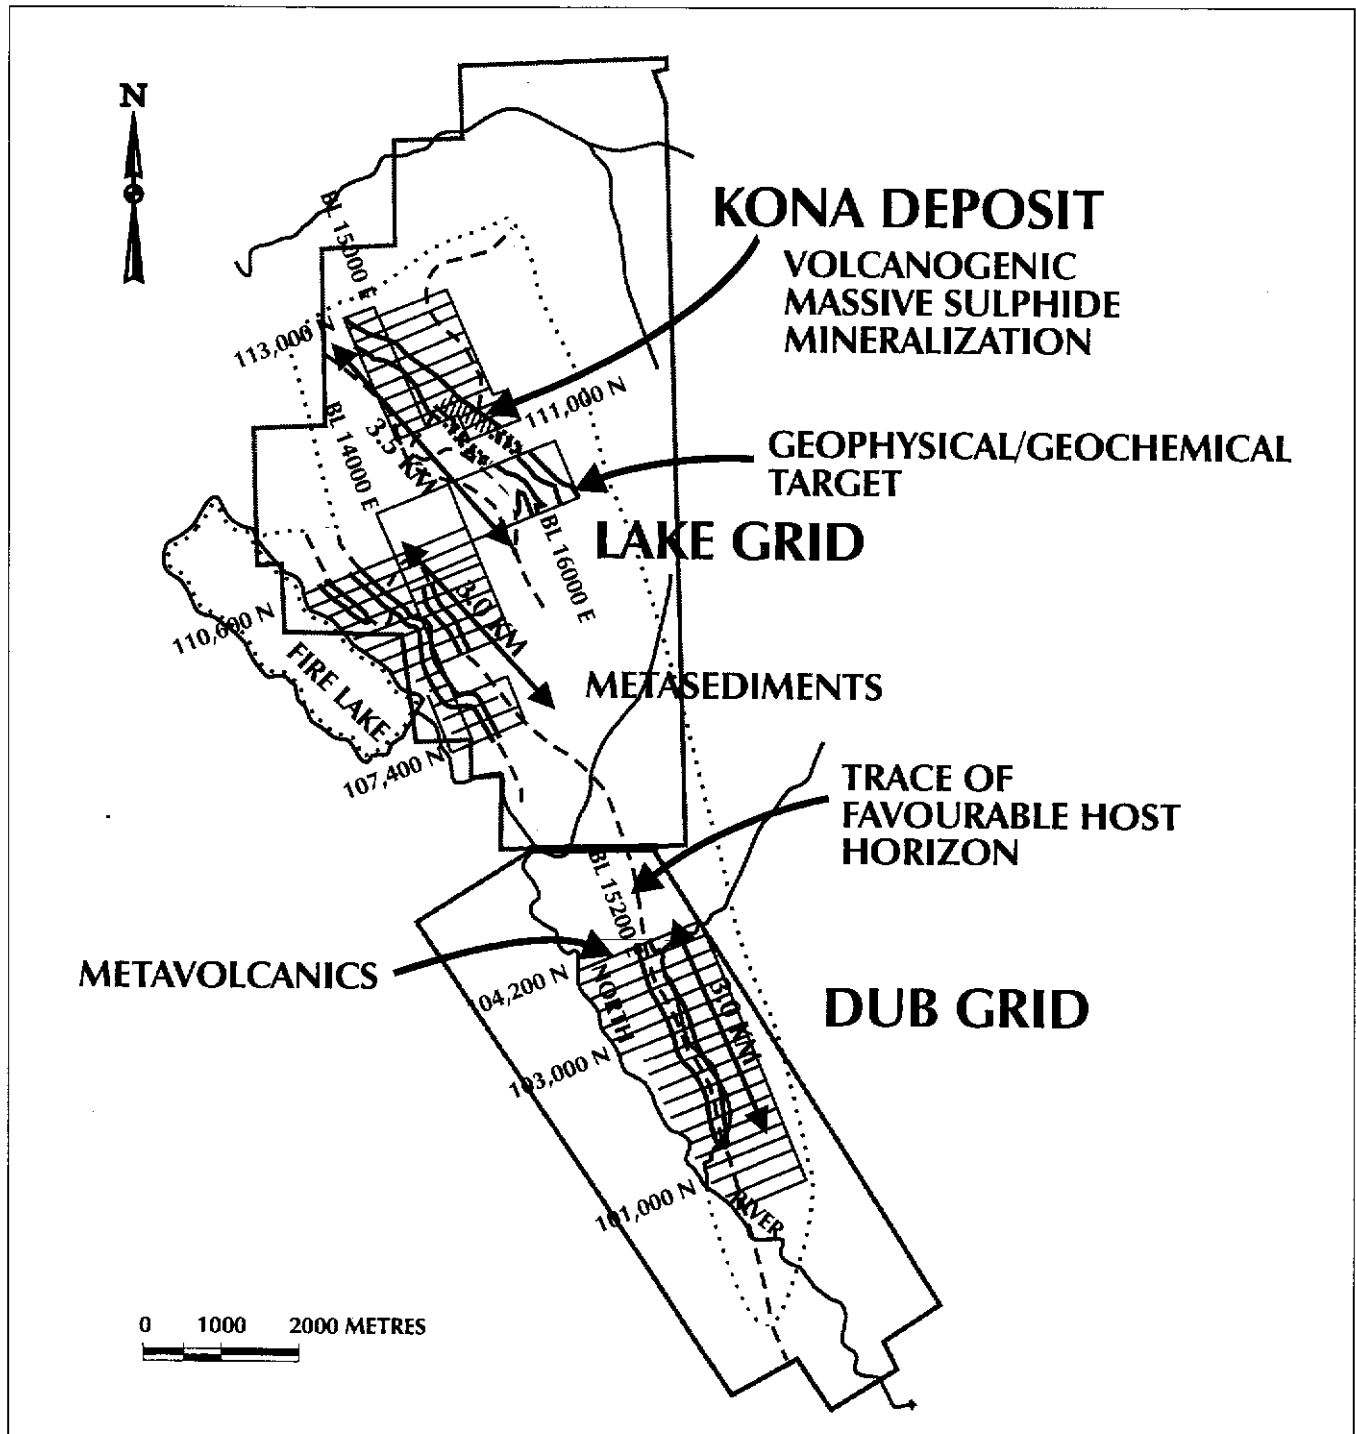 N
KONA DEPOSIT
VOLCANOGENIC
MASSIVE SULPHIDE
MINERALIZATION
BL 15000 E
113,000 N
111,000 N
BL 14000 E
3.5 KM
GEOPHYSICAL/GEOCHEMICAL
TARGET
LAKE GRID
BL 16000 E
3.0 KM
110,600 N
FIRE LAKE
METASEDIMENTS
107,400 N
TRACE OF
FAVOURABLE HOST
HORIZON
BL 15200 E
METAVOLCANICS
104,200 N
NORTH
3.0 KM
DUB GRID
103,000 N
101,000 N
RIVER
0 1000 2000 METRES